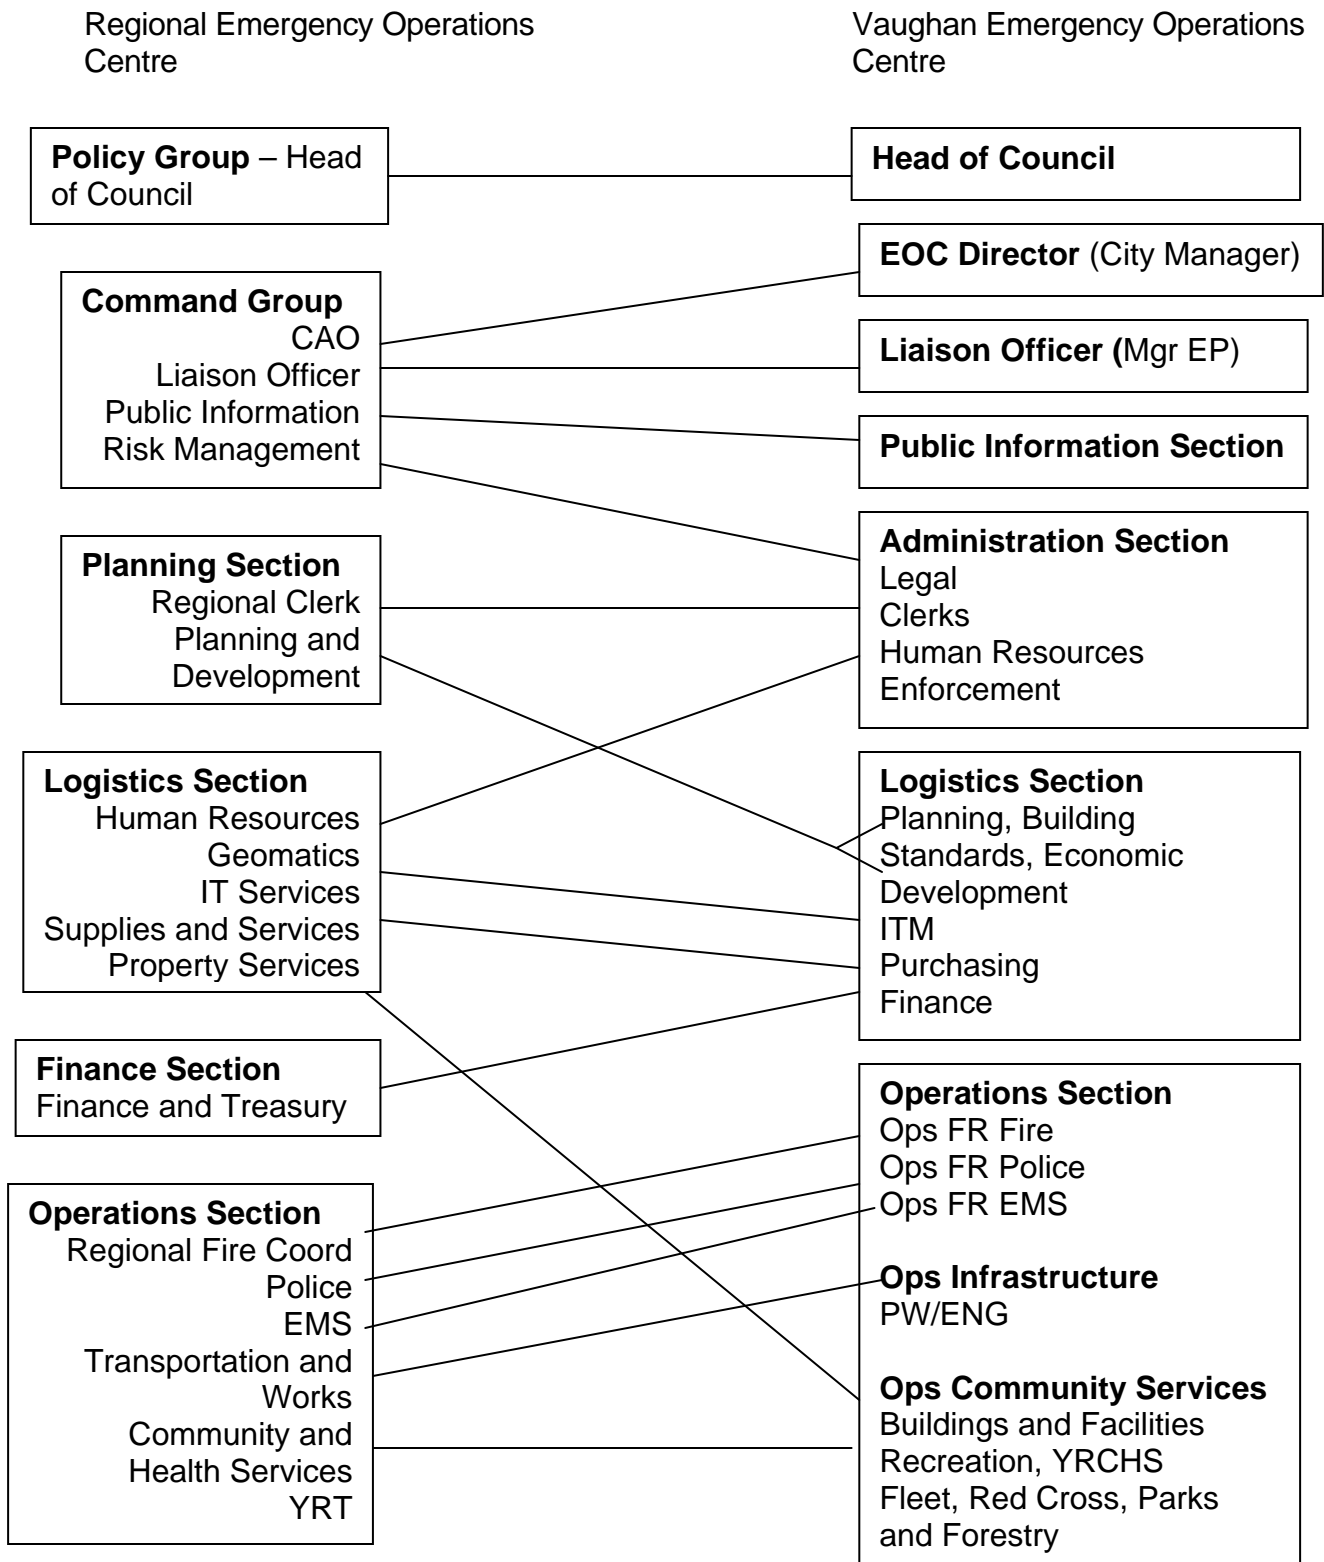 Regional Emergency Operations
Centre
Vaughan Emergency Operations
Centre
Policy Group – Head
of Council
Head of Council
EOC Director (City Manager)
Command Group
CAO
Liaison Officer
Public Information
Risk Management
Liaison Officer (Mgr EP)
Public Information Section
Planning Section
Regional Clerk
Planning and
Development
Administration Section
Legal
Clerks
Human Resources
Enforcement
Logistics Section
Human Resources
Geomatics
IT Services
Supplies and Services
Property Services
Logistics Section
Planning, Building
Standards, Economic
Development
ITM
Purchasing
Finance
Finance Section
Finance and Treasury
Operations Section
Regional Fire Coord
Police
EMS
Transportation and
Works
Community and
Health Services
YRT
Operations Section
Ops FR Fire
Ops FR Police
Ops FR EMS
Ops Infrastructure
PW/ENG
Ops Community Services
Buildings and Facilities
Recreation, YRCHS
Fleet, Red Cross, Parks
and Forestry